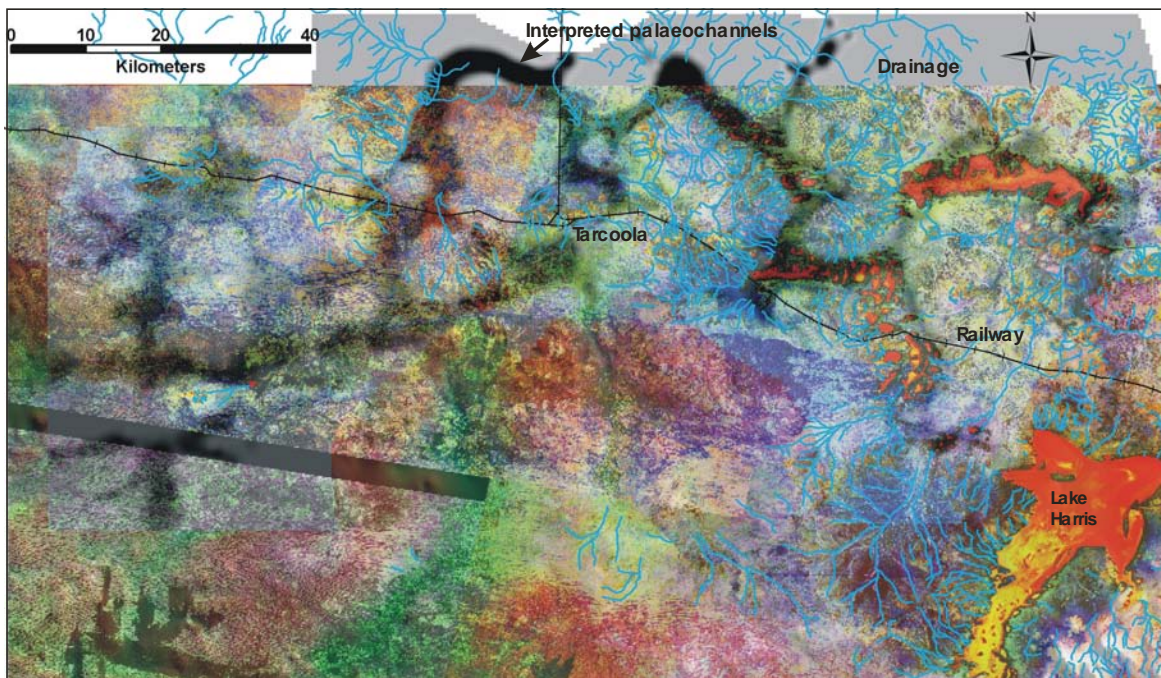 Interpreted palaeochannels
N
0 10 20 40
Kilometers
Drainage
Tarcoola
Railway
Lake
Harris